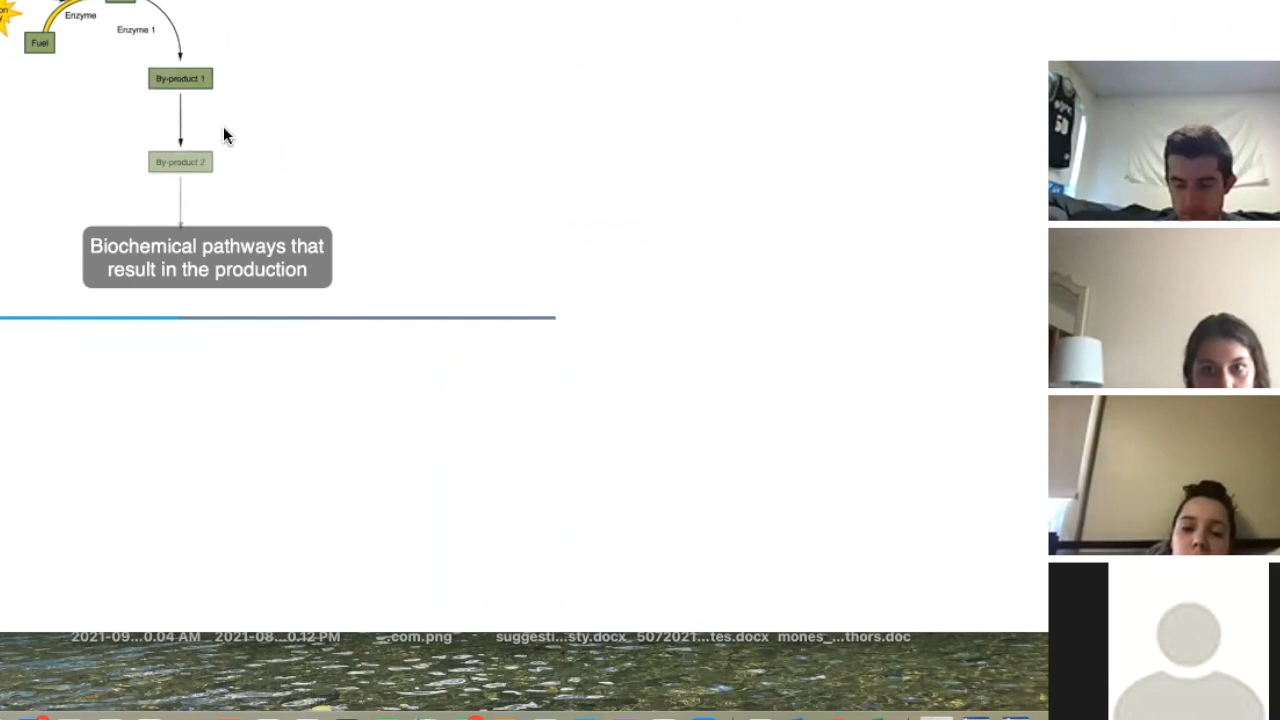 on
Enzyme
Enzyme 1
Fuel
By-product 1
By-product 2
Biochemical pathways that
result in the production
2021-09...0.04 AM 2021-08...0.12 PM .com.png suggesti...sty.docx 5072021...tes.docx mones_...thors.doc